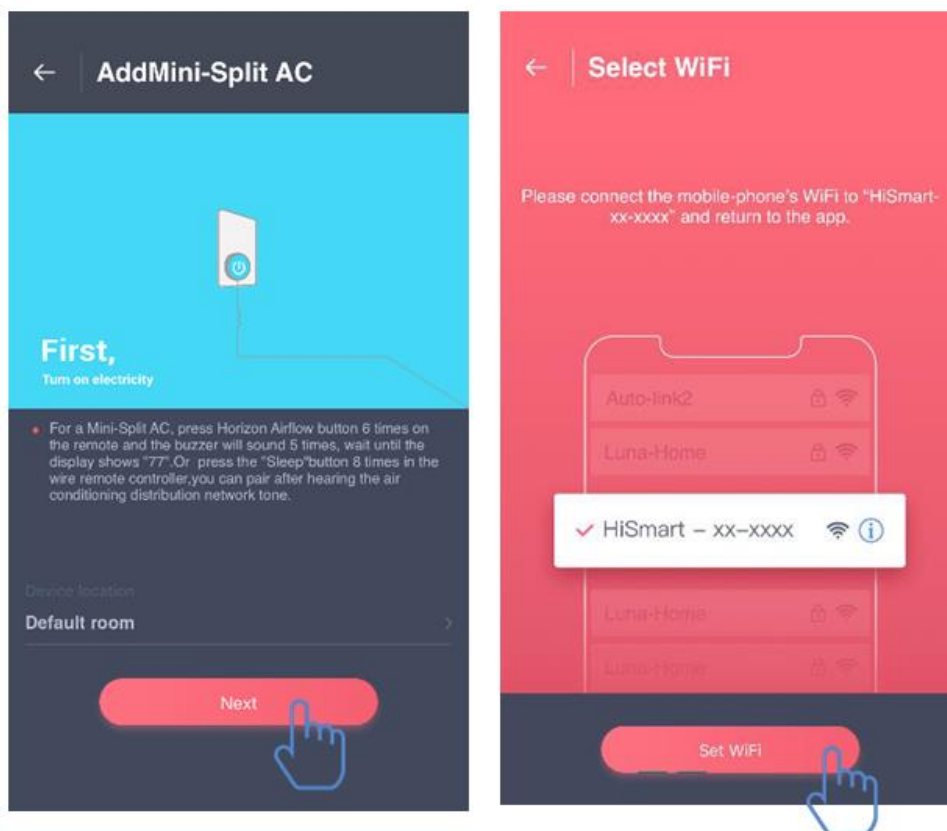 AddMini-Split AC
First,
Turn on electricity
For a Mini-Split AC, press Horizon Airflow button 6 times on
the remote and the buzzer will sound 5 times, wait until the
display shows "77".Or press the "Sleep"button 8 times in the
wire remote controller,you can pair after hearing the air
conditioning distribution network tone.
Device location
Default room
Next
Select WiFi
Please connect the mobile-phone's WiFi to "HiSmart-
xx-xxxx" and return to the app.
Auto-link2
Luna-Home
HiSmart – xx–xxxx
Luna-Home
Luna-Home
Set WiFi